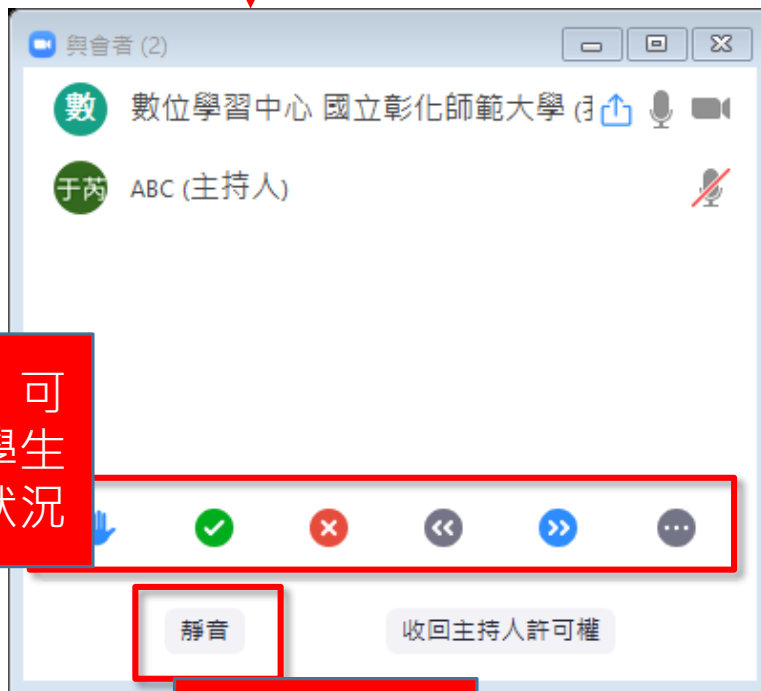 與會者 (2)
數
數位學習中心 國立彰化師範大學 (
于芮
ABC (主持人)
可
學生
狀況
靜音
收回主持人許可權